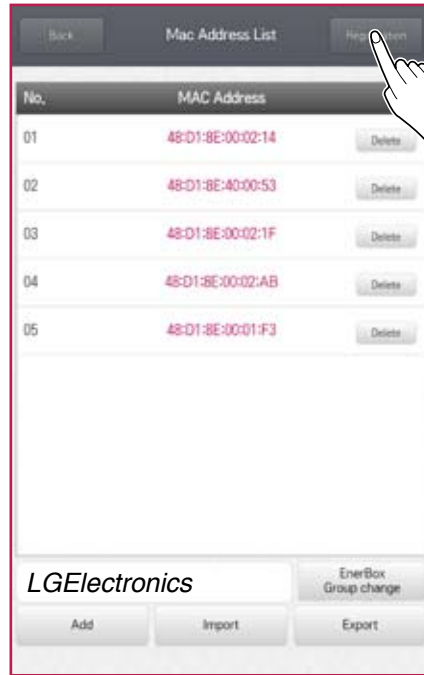 Back Mac Address List
No. MAC Address
01 48:D1:8E:00:02:14 Delete
02 48:D1:8E:40:00:53 Delete
03 48:D1:8E:00:02:1F Delete
04 48:D1:8E:00:02:AB Delete
05 48:D1:8E:00:01:F3 Delete
LGElectronics
EnerBox
Group change
Add Import Export